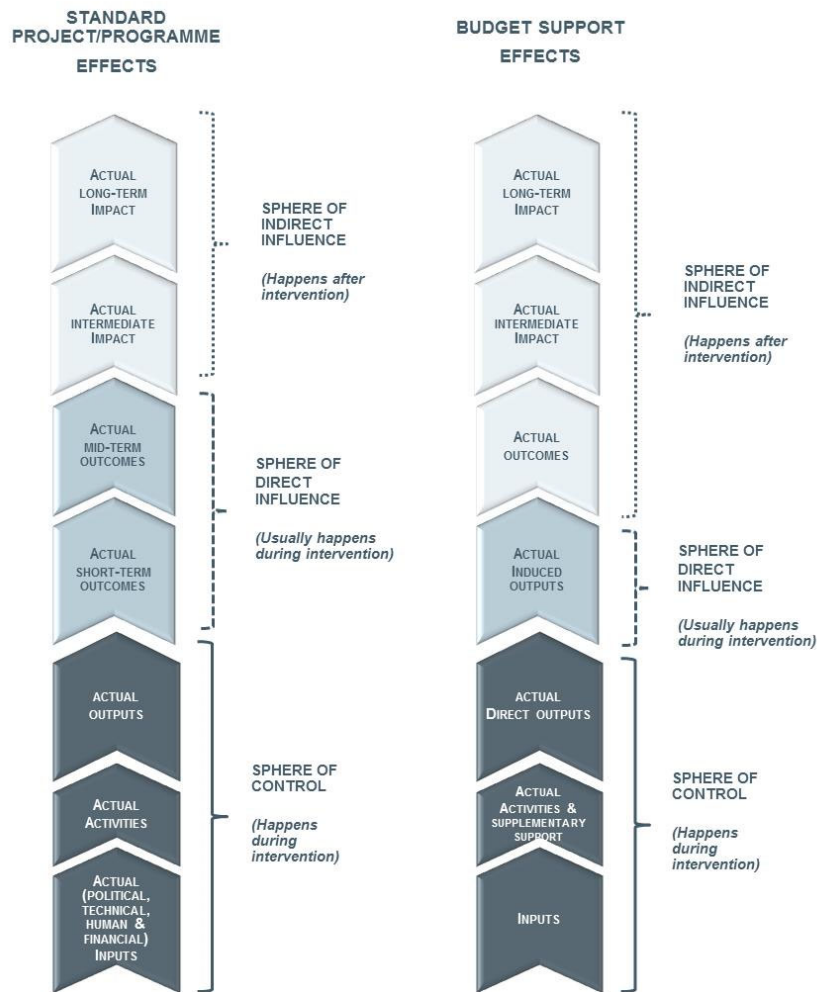 STANDARD
PROJECT/PROGRAMME
EFFECTS
ACTUAL
LONG-TERM
IMPACT
ACTUAL
INTERMEDIATE
IMPACT
SPHERE OF
INDIRECT
INFLUENCE
(Happens after
intervention)
ACTUAL
MID-TERM
OUTCOMES
ACTUAL
SHORT-TERM
OUTCOMES
SPHERE OF
DIRECT
INFLUENCE
(Usually happens
during intervention)
ACTUAL
OUTPUTS
ACTUAL
ACTIVITIES
ACTUAL
(POLITICAL,
TECHNICAL,
HUMAN &
FINANCIAL)
INPUTS
SPHERE OF
CONTROL
(Happens
during
intervention)
BUDGET SUPPORT
EFFECTS
ACTUAL
LONG-TERM
IMPACT
ACTUAL
INTERMEDIATE
IMPACT
ACTUAL
OUTCOMES
SPHERE OF
INDIRECT
INFLUENCE
(Happens after
intervention)
ACTUAL
INDUCED
OUTPUTS
SPHERE OF
DIRECT
INFLUENCE
(Usually happens
during intervention)
ACTUAL
DIRECT OUTPUTS
ACTUAL
ACTIVITIES &
SUPPLEMENTARY
SUPPORT
INPUTS
SPHERE OF
CONTROL
(Happens
during
intervention)